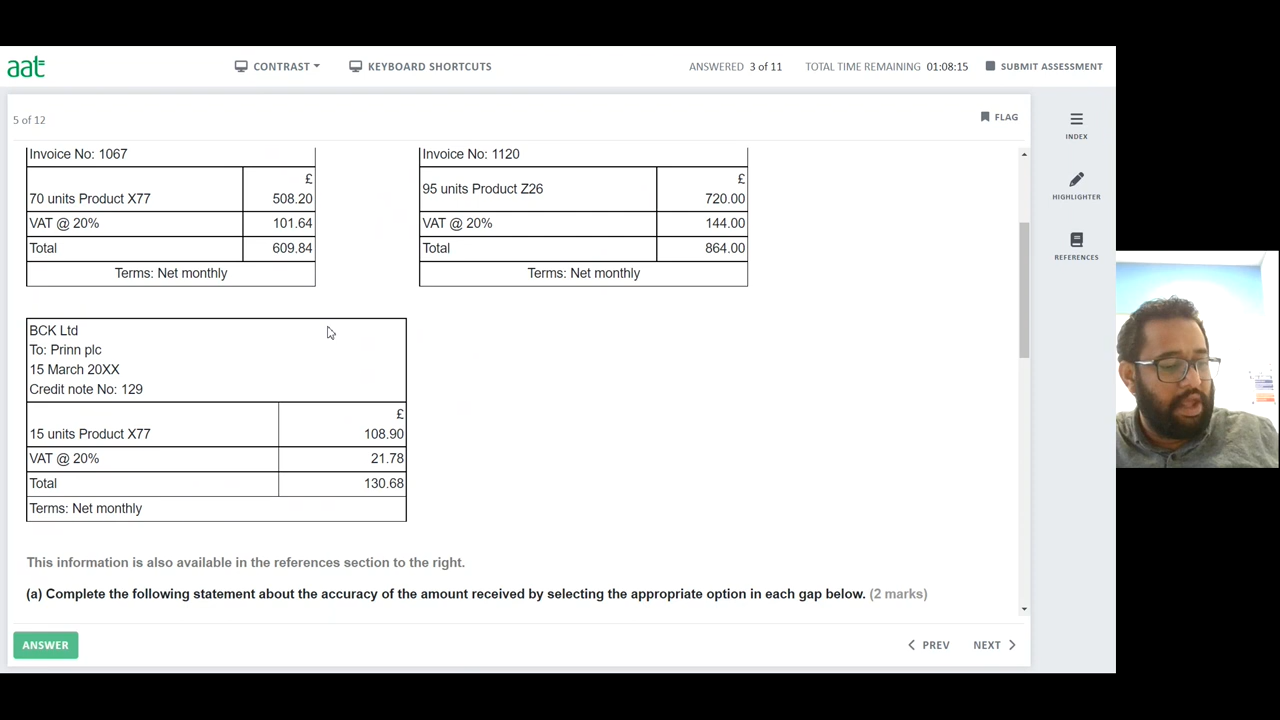 aat
CONTRAST
KEYBOARD SHORTCUTS
ANSWERED 3 of 11
TOTAL TIME REMAINING 01:08:15
SUBMIT ASSESSMENT
5 of 12
FLAG
INDEX
HIGHLIGHTER
REFERENCES
Invoice No: 1067
£
70 units Product X77 508.20
VAT @ 20% 101.64
Total 609.84
Terms: Net monthly
Invoice No: 1120
£
95 units Product Z26 720.00
VAT @ 20% 144.00
Total 864.00
Terms: Net monthly
BCK Ltd
To: Prinn plc
15 March 20XX
Credit note No: 129
£
15 units Product X77 108.90
VAT @ 20% 21.78
Total 130.68
Terms: Net monthly
This information is also available in the references section to the right.
(a) Complete the following statement about the accuracy of the amount received by selecting the appropriate option in each gap below. (2 marks)
ANSWER
PREV
NEXT